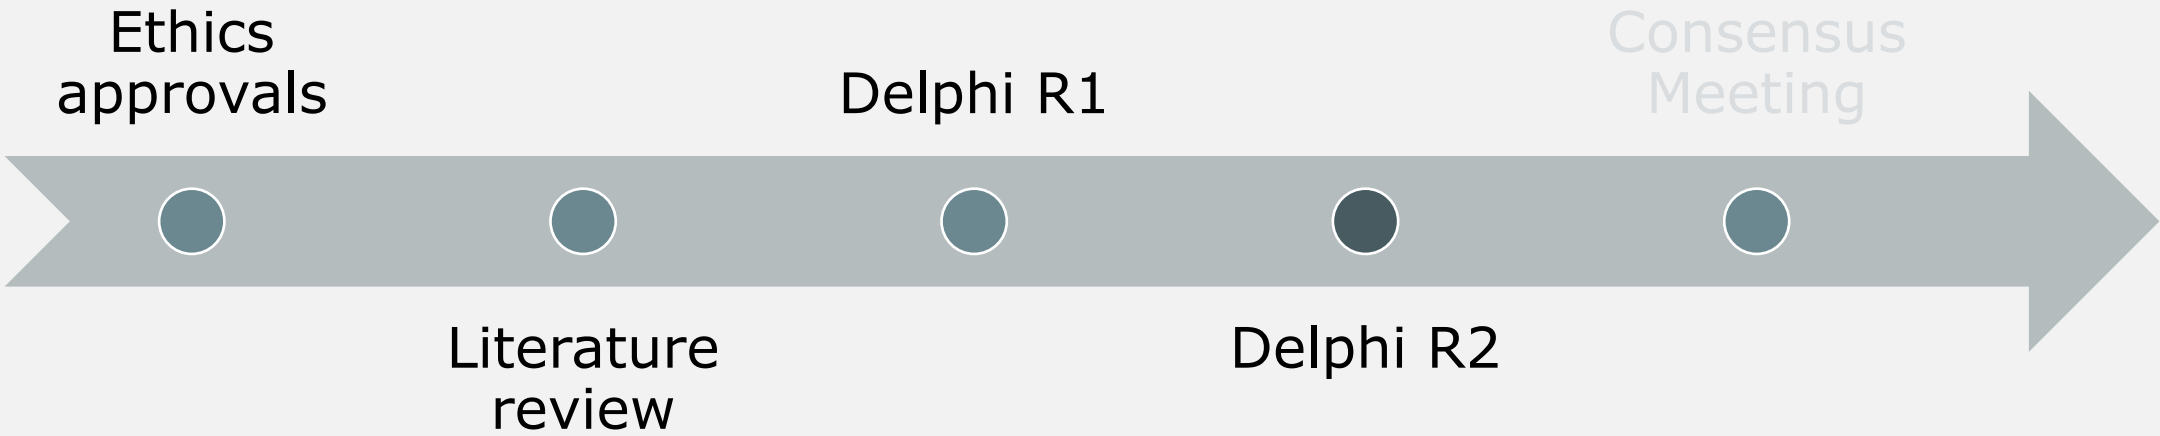 Ethics
approvals
Literature
review
Delphi R1
Delphi R2
Consensus
Meeting